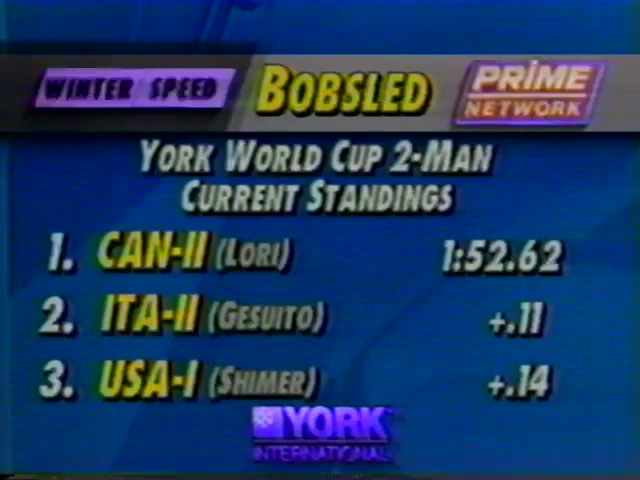 WINTER SPEED BOBSLED PRIME NETWORK
YORK WORLD CUP 2-MAN
CURRENT STANDINGS
1. CAN-II (LORI) 1:52.62
2. ITA-II (GESUITO) +.11
3. USA-I (SHIMER) +.14
YORK
INTERNATIONAL